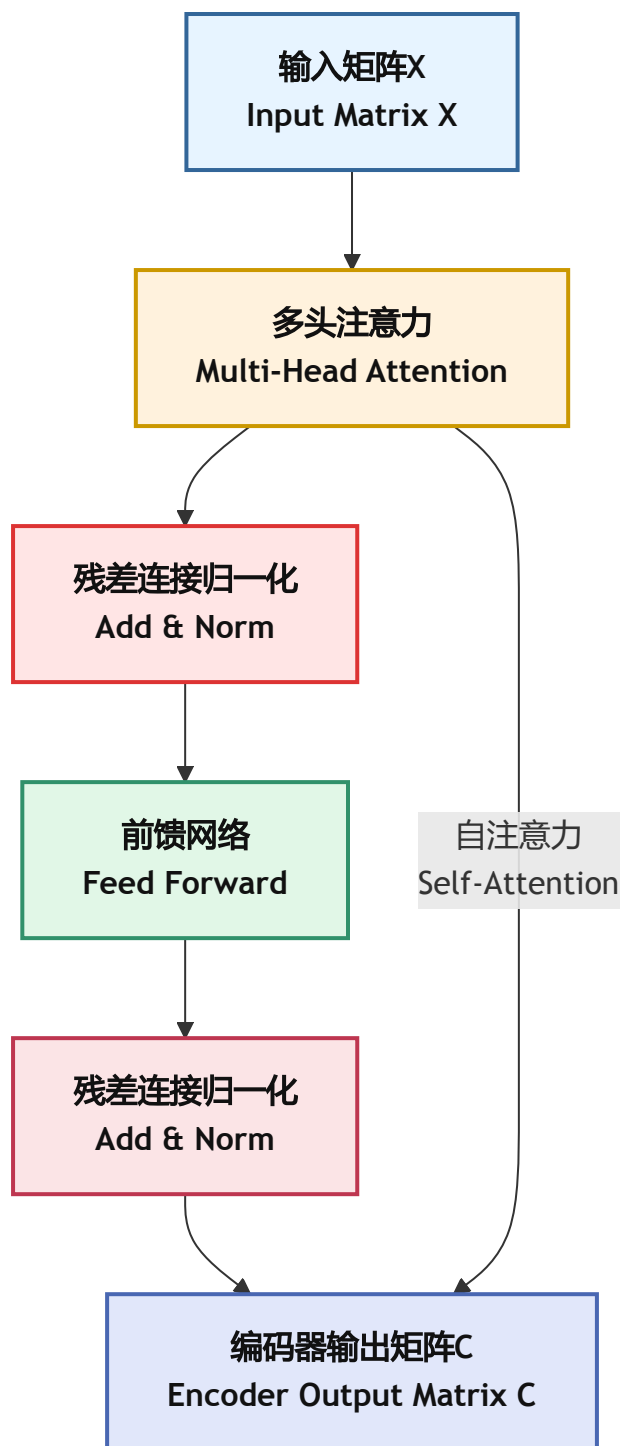 输入矩阵X
Input Matrix X
多头注意力
Multi-Head Attention
残差连接归一化
Add & Norm
前馈网络
Feed Forward
自注意力
Self-Attention
残差连接归一化
Add & Norm
编码器输出矩阵C
Encoder Output Matrix C